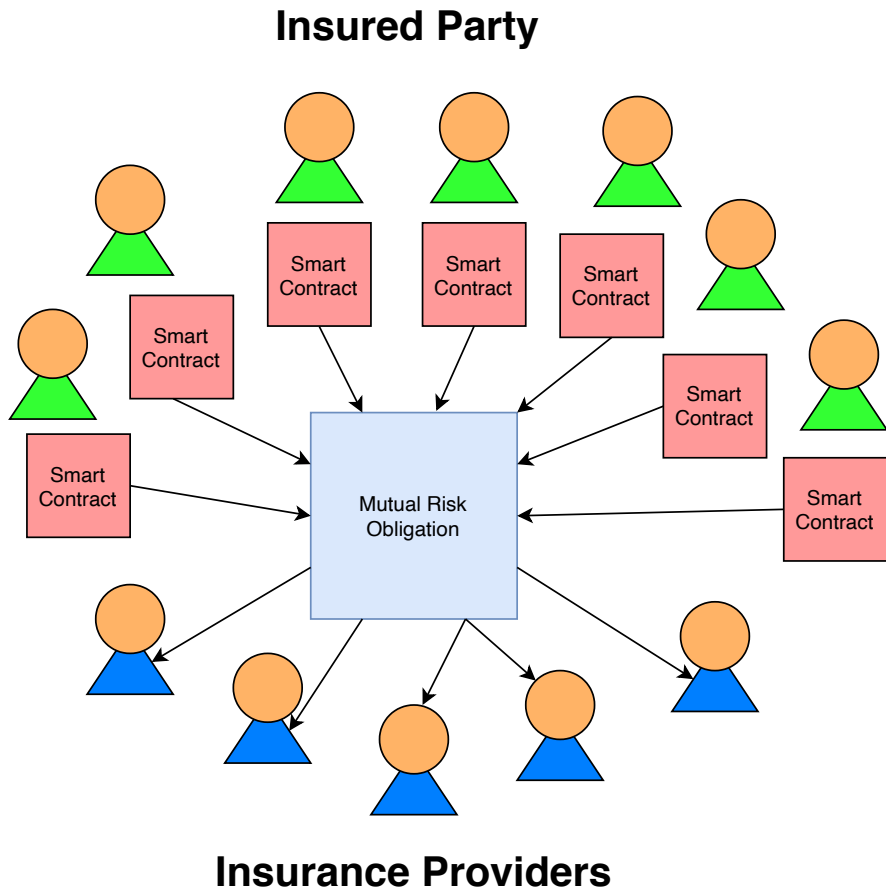 Insured Party
Smart
Contract
Smart
Contract
Smart
Contract
Smart
Contract
Smart
Contract
Smart
Contract
Smart
Contract
Mutual Risk
Obligation
Insurance Providers